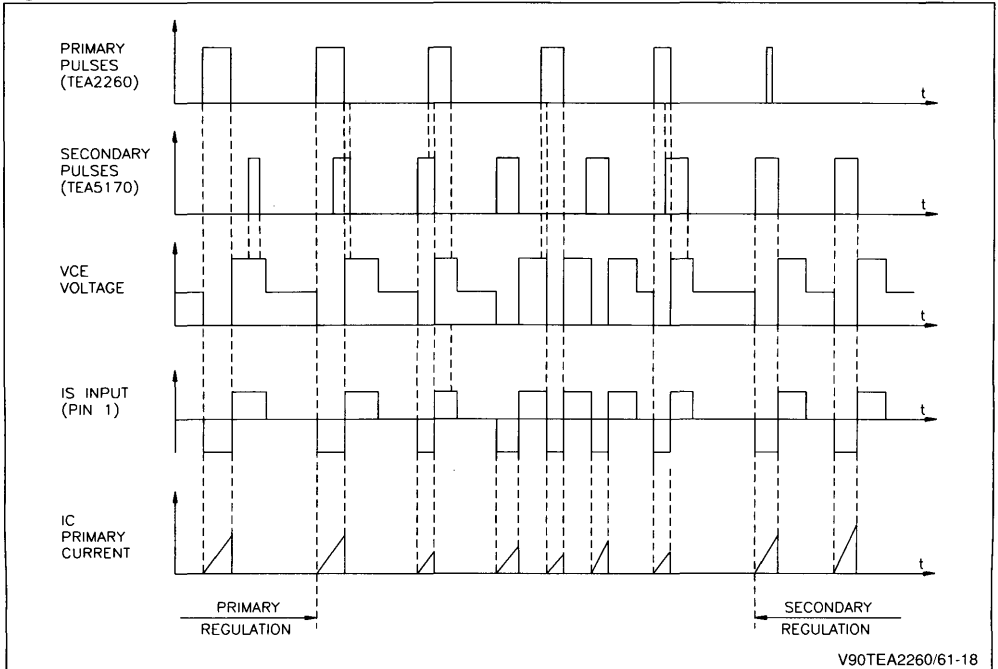 PRIMARY
PULSES
(TEA2260)
t
SECONDARY
PULSES
(TEA5170)
t
VCE
VOLTAGE
t
IS INPUT
(PIN 1)
t
IC
PRIMARY
CURRENT
t
PRIMARY
REGULATION
SECONDARY
REGULATION
V90TEA2260/61-18